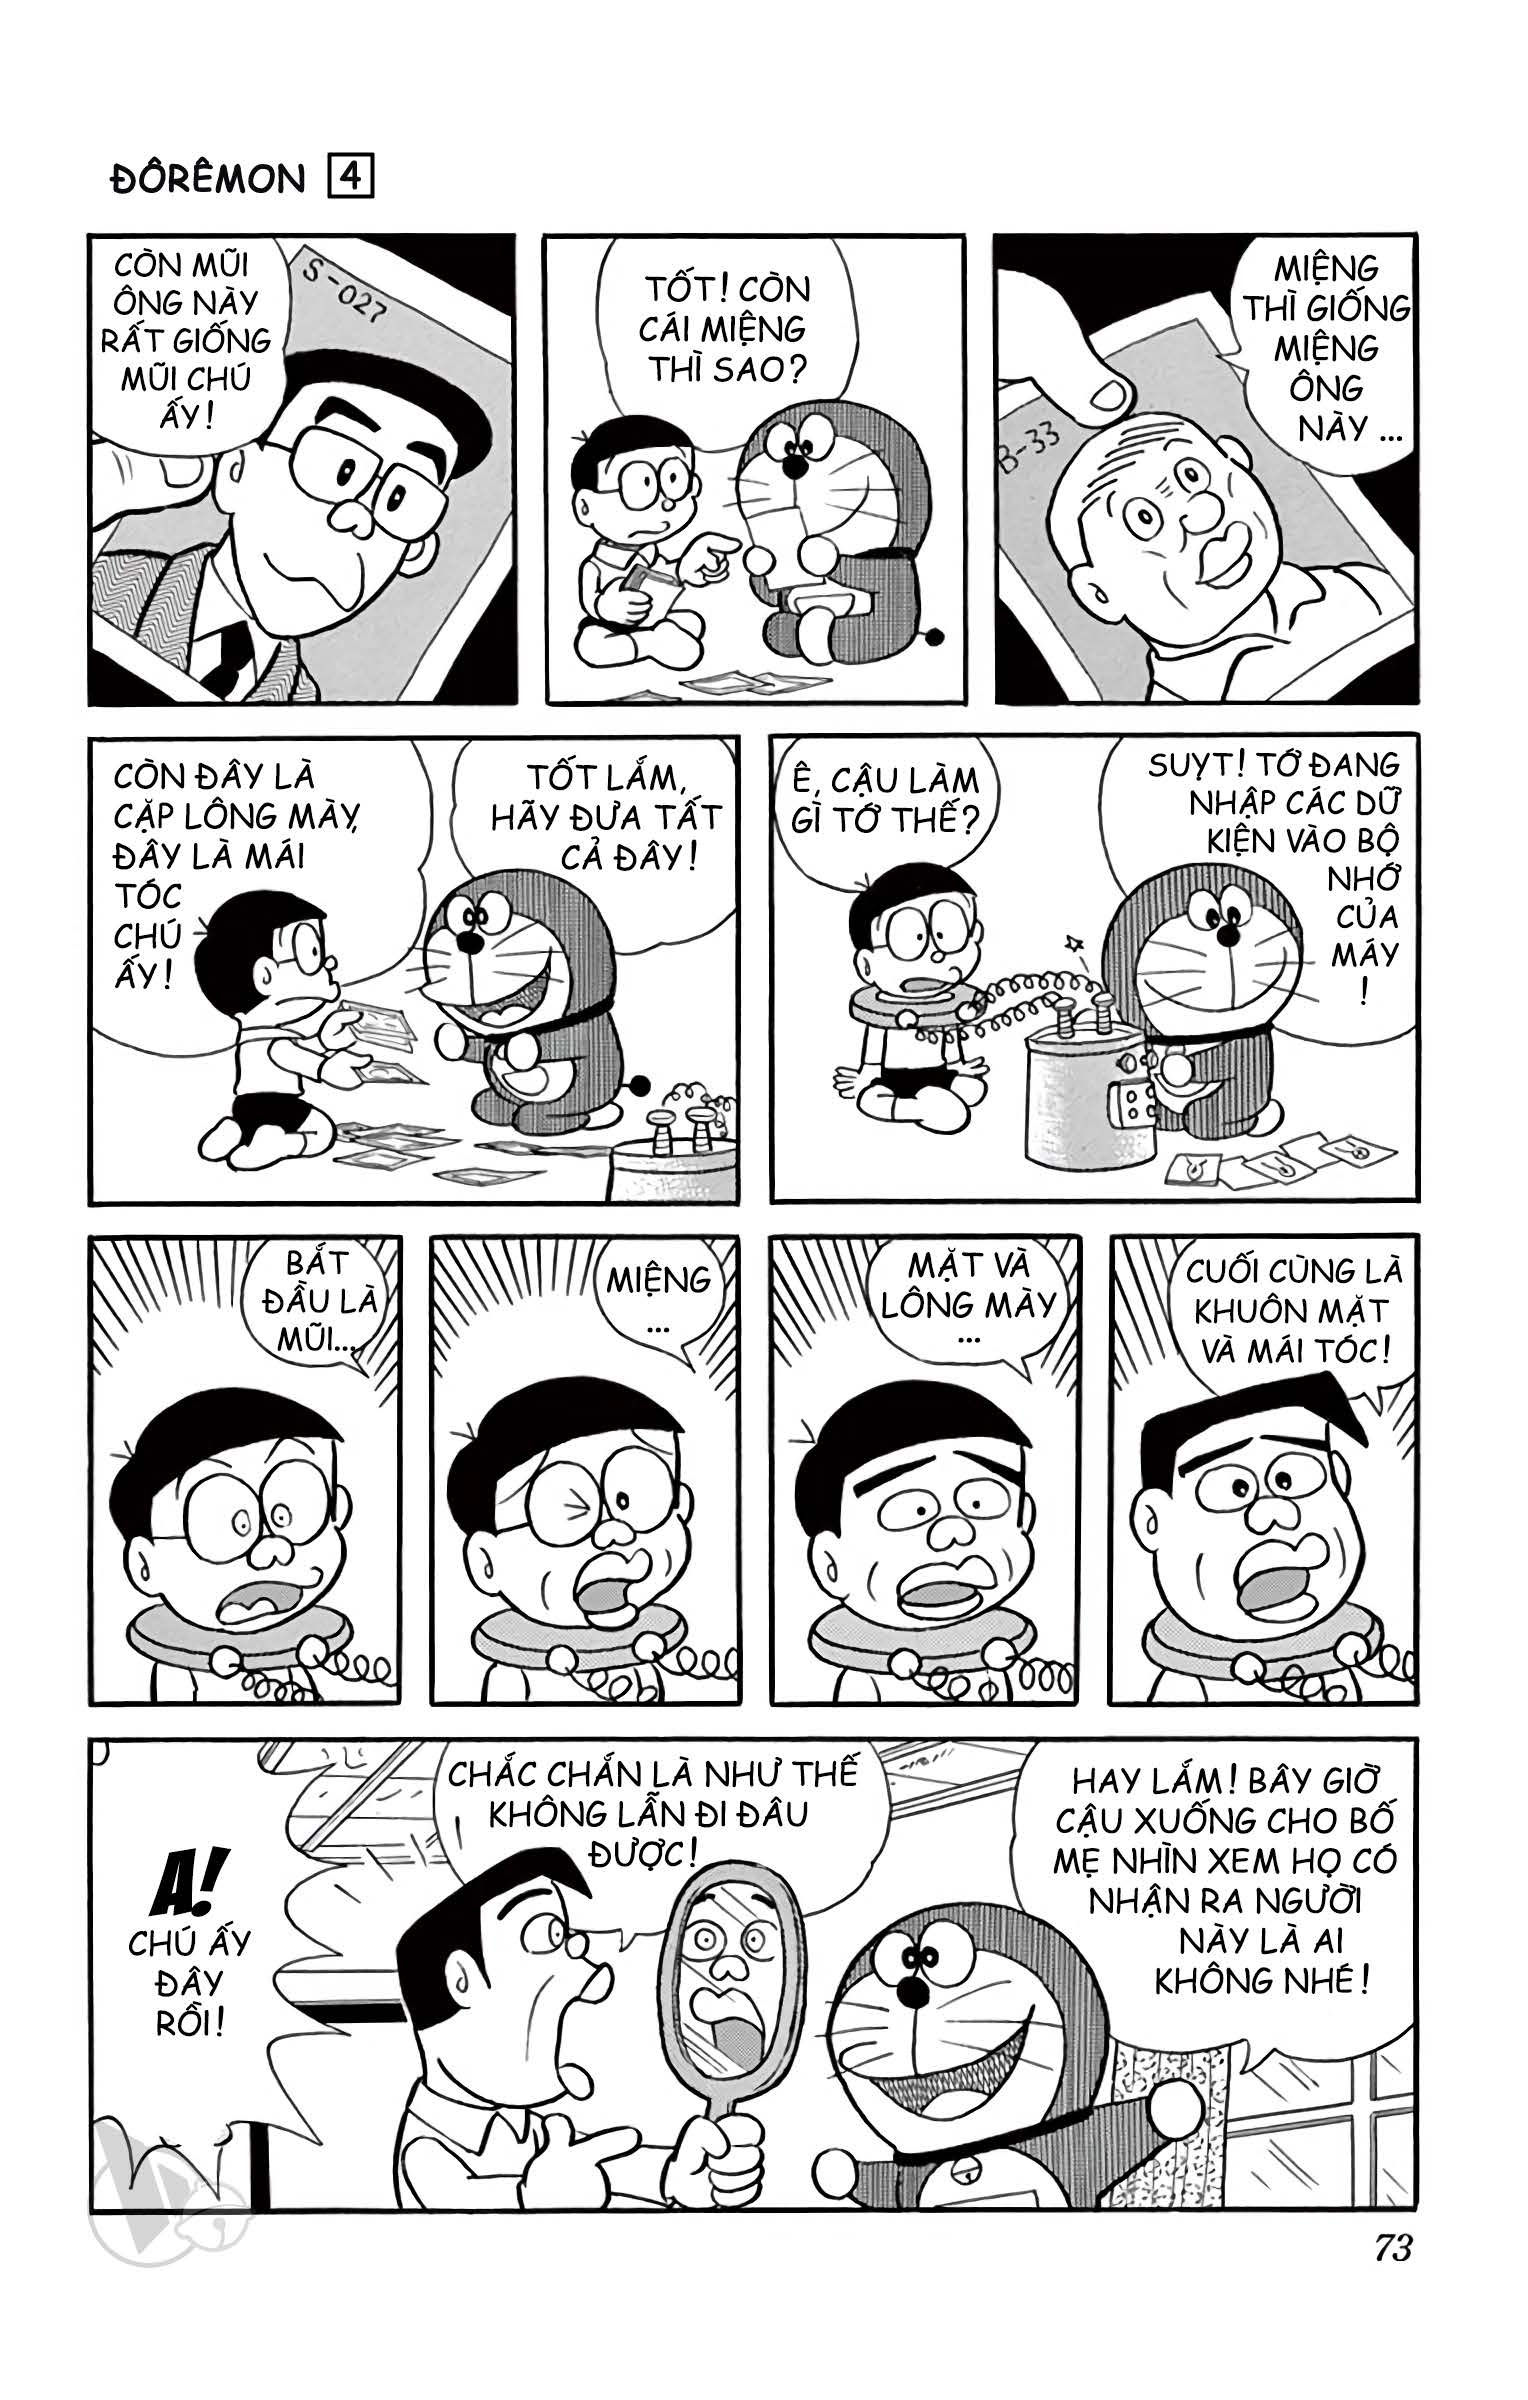 ĐÔRÊMON 4
CÒN MŨI
ÔNG NÀY
RẤT GIỐNG
MŨI CHÚ
ẤY!
S-027
TỐT! CÒN
CÁI MIỆNG
THÌ SAO?
MIỆNG
THÌ GIỐNG
MIỆNG
ÔNG
NÀY ...
B-33
CÒN ĐÂY LÀ
CẶP LÔNG MÀY,
ĐÂY LÀ MÁI
TÓC
CHÚ
ẤY!
TỐT LẮM,
HÃY ĐƯA TẤT
CẢ ĐÂY!
Ê, CẬU LÀM
GÌ TỚ THẾ?
SUỴT! TỚ ĐANG
NHẬP CÁC DỮ
KIỆN VÀO BỘ
NHỚ
CỦA
MÁY
!
BẮT
ĐẦU LÀ
MŨI...
MIỆNG
...
MẶT VÀ
LÔNG MÀY
...
CUỐI CÙNG LÀ
KHUÔN MẶT
VÀ MÁI TÓC!
A!
CHÚ ẤY
ĐÂY
RỒI!
CHẮC CHẮN LÀ NHƯ THẾ
KHÔNG LẪN ĐI ĐÂU
ĐƯỢC!
HAY LẮM! BÂY GIỜ
CẬU XUỐNG CHO BỐ
MẸ NHÌN XEM HỌ CÓ
NHẬN RA NGƯỜI
NÀY LÀ AI
KHÔNG NHÉ!
73